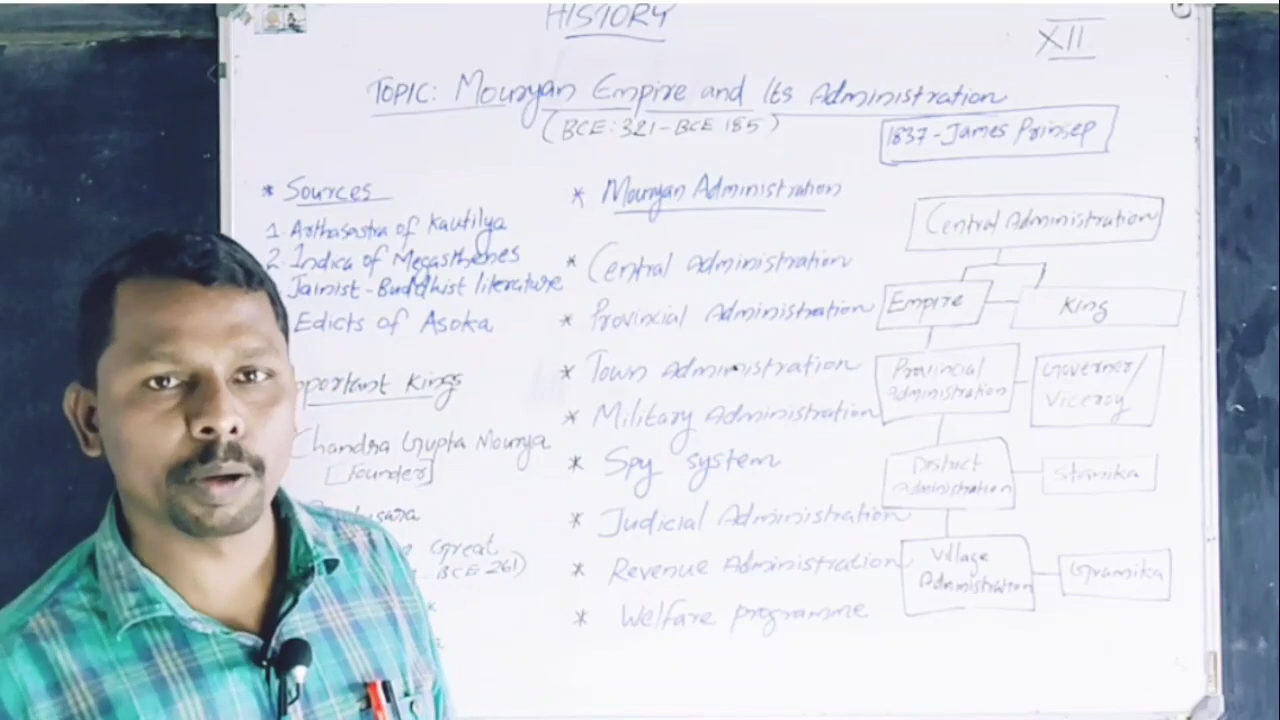 HISTORY
XII
TOPIC: Mouryan Empire and Its Administration
(BCE: 321 - BCE 185)
1837 - James Prinsep
* Sources
1 Arthasastra of Kautilya
2. Indica of Megasthenes
Jainist - Buddhist literature
Edicts of Asoka
portant Kings
Chandra Gupta Mourya
[Founder]
usara
Great
BCE 261)
* Mouryan Administration
* Central Administration
* Provincial Administration
* Town Administration
* Military Administration
* Spy system
* Judicial Administration
* Revenue Administration
* Welfare programme
Central Administration
Empire
King
Provincial
Administration
Governer/
Viceroy
District
Administration
Stanika
Village
Administration
Gramika